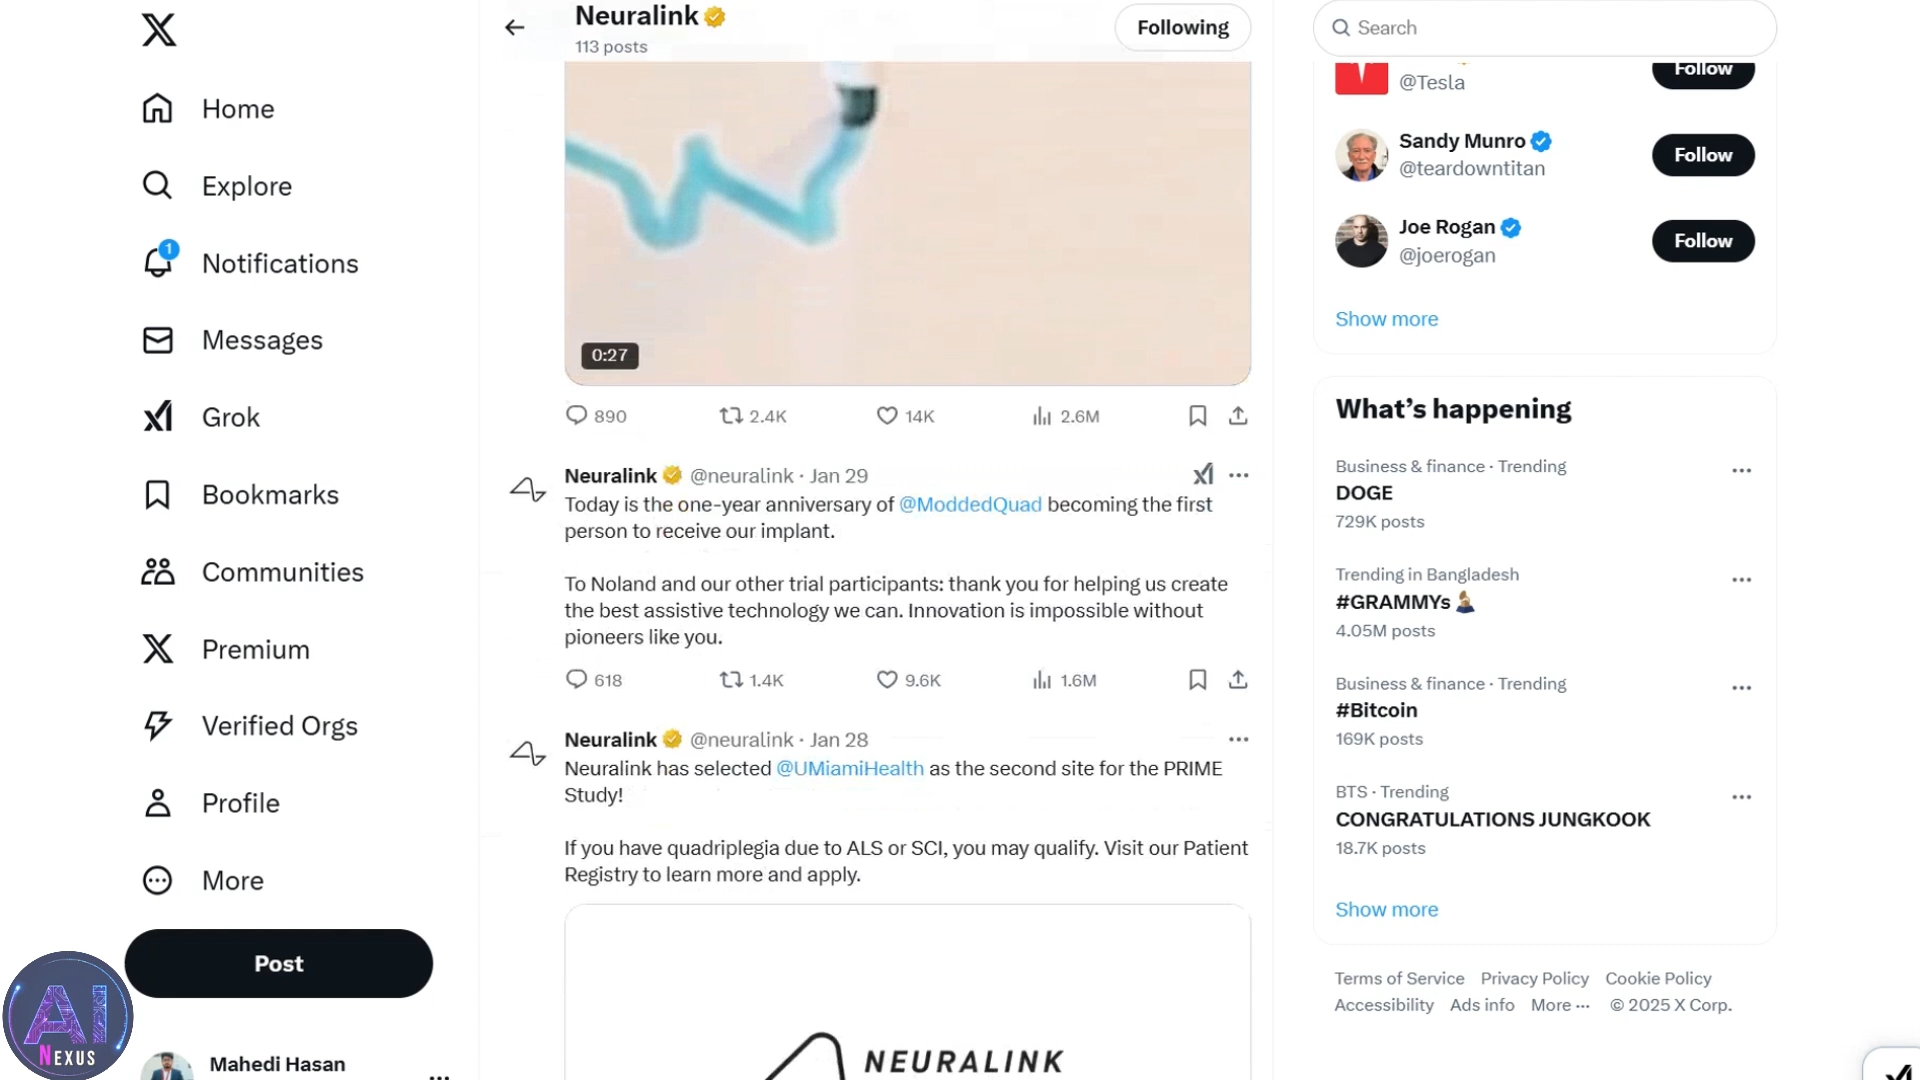 Home
Explore
1
Notifications
Messages
Grok
Bookmarks
Communities
Premium
Verified Orgs
Profile
More
Post
AI
NEXUS
Mahedi Hasan
Neuralink
113 posts
Following
0:27
890
2.4K
14K
2.6M
Neuralink @neuralink · Jan 29
Today is the one-year anniversary of @ModdedQuad becoming the first
person to receive our implant.
To Noland and our other trial participants: thank you for helping us create
the best assistive technology we can. Innovation is impossible without
pioneers like you.
618
1.4K
9.6K
1.6M
Neuralink @neuralink · Jan 28
Neuralink has selected @UMiamiHealth as the second site for the PRIME
Study!
If you have quadriplegia due to ALS or SCI, you may qualify. Visit our Patient
Registry to learn more and apply.
NEURALINK
Search
@Tesla
Follow
Sandy Munro
@teardowntitan
Follow
Joe Rogan
@joerogan
Follow
Show more
What's happening
Business & finance · Trending
DOGE
729K posts
Trending in Bangladesh
#GRAMMYs
4.05M posts
Business & finance · Trending
#Bitcoin
169K posts
BTS · Trending
CONGRATULATIONS JUNGKOOK
18.7K posts
Show more
Terms of Service Privacy Policy Cookie Policy
Accessibility Ads info More ··· © 2025 X Corp.